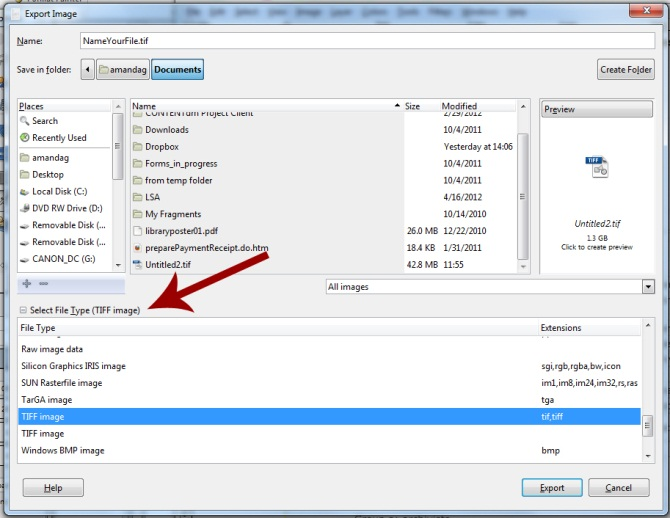 Export Image
Name: NameYourFile.tif
Save in folder: amandag Documents Create Folder
Places Name Size Modified Preview
Search CONTENTdm Project Client 2/29/2012
Recently Used Downloads 10/4/2011
Dropbox Yesterday at 14:06
amandag Forms_in_progress 10/4/2011
Desktop from temp folder 10/4/2011
Local Disk (C:) LSA 4/16/2012
DVD RW Drive (D:) My Fragments 10/14/2010
Removable Disk (... libraryposter01.pdf 26.0 MB 12/22/2010
Removable Disk (... preparePaymentReceipt.do.htm 18.4 KB 1/31/2011
CANON_DC (G:) Untitled2.tif 42.8 MB 11:55
TIFF
Untitled2.tif
1.3 GB
Click to create preview
All images
Select File Type (TIFF image)
File Type Extensions
Raw image data
Silicon Graphics IRIS image sgi,rgb,rgba,bw,icon
SUN Rasterfile image im1,im8,im24,im32,rs,ras
TarGA image tga
TIFF image tif,tiff
TIFF image
Windows BMP image bmp
Help Export Cancel